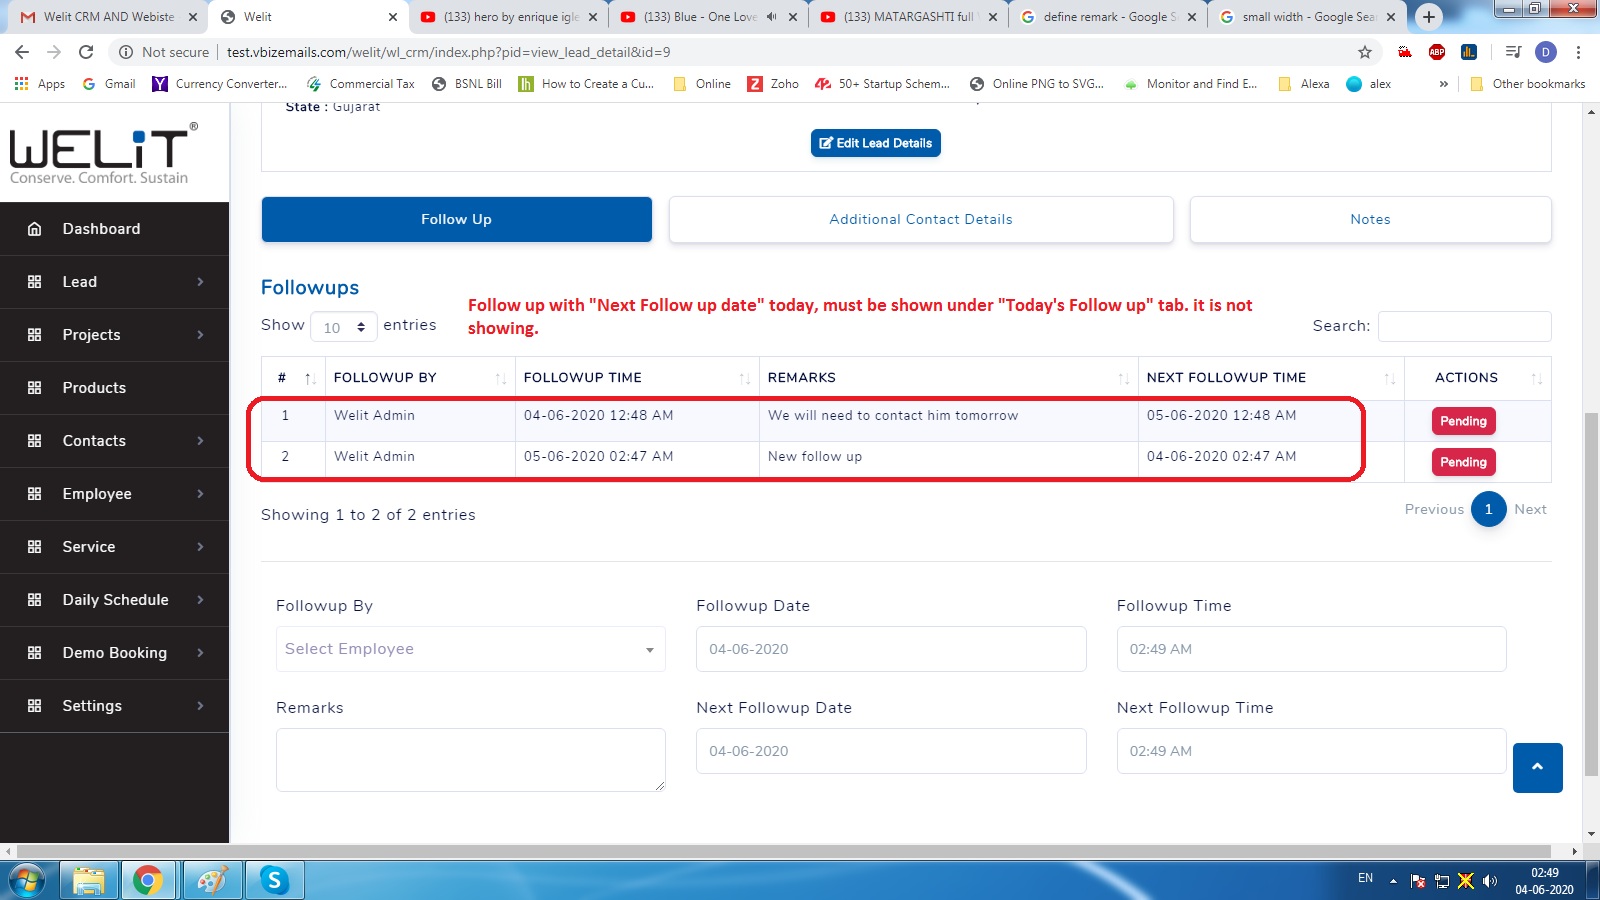 Welit CRM AND Webiste
Welit
(133) hero by enrique igle
(133) Blue - One Love
(133) MATARGASHTI full
define remark - Google S
small width - Google Sear
Not secure
test.vbizemails.com/welit/wl_crm/index.php?pid=view_lead_detail&id=9
ABP
D
Apps
Gmail
Currency Converter...
Commercial Tax
BSNL Bill
How to Create a Cu...
Online
Zoho
50+ Startup Schem...
Online PNG to SVG...
Monitor and Find E...
Alexa
alex
»
Other bookmarks
WELiT®
Conserve. Comfort. Sustain
Dashboard
Lead
Projects
Products
Contacts
Employee
Service
Daily Schedule
Demo Booking
Settings
State : Gujarat
Edit Lead Details
Follow Up
Additional Contact Details
Notes
Followups
Follow up with "Next Follow up date" today, must be shown under "Today's Follow up" tab. it is not
showing.
Show 10 entries
Search:
# FOLLOWUP BY FOLLOWUP TIME REMARKS NEXT FOLLOWUP TIME ACTIONS
1 Welit Admin 04-06-2020 12:48 AM We will need to contact him tomorrow 05-06-2020 12:48 AM Pending
2 Welit Admin 05-06-2020 02:47 AM New follow up 04-06-2020 02:47 AM Pending
Showing 1 to 2 of 2 entries
Previous 1 Next
Followup By
Followup Date
Followup Time
Select Employee
04-06-2020
02:49 AM
Remarks
Next Followup Date
Next Followup Time
04-06-2020
02:49 AM
EN
02:49
04-06-2020